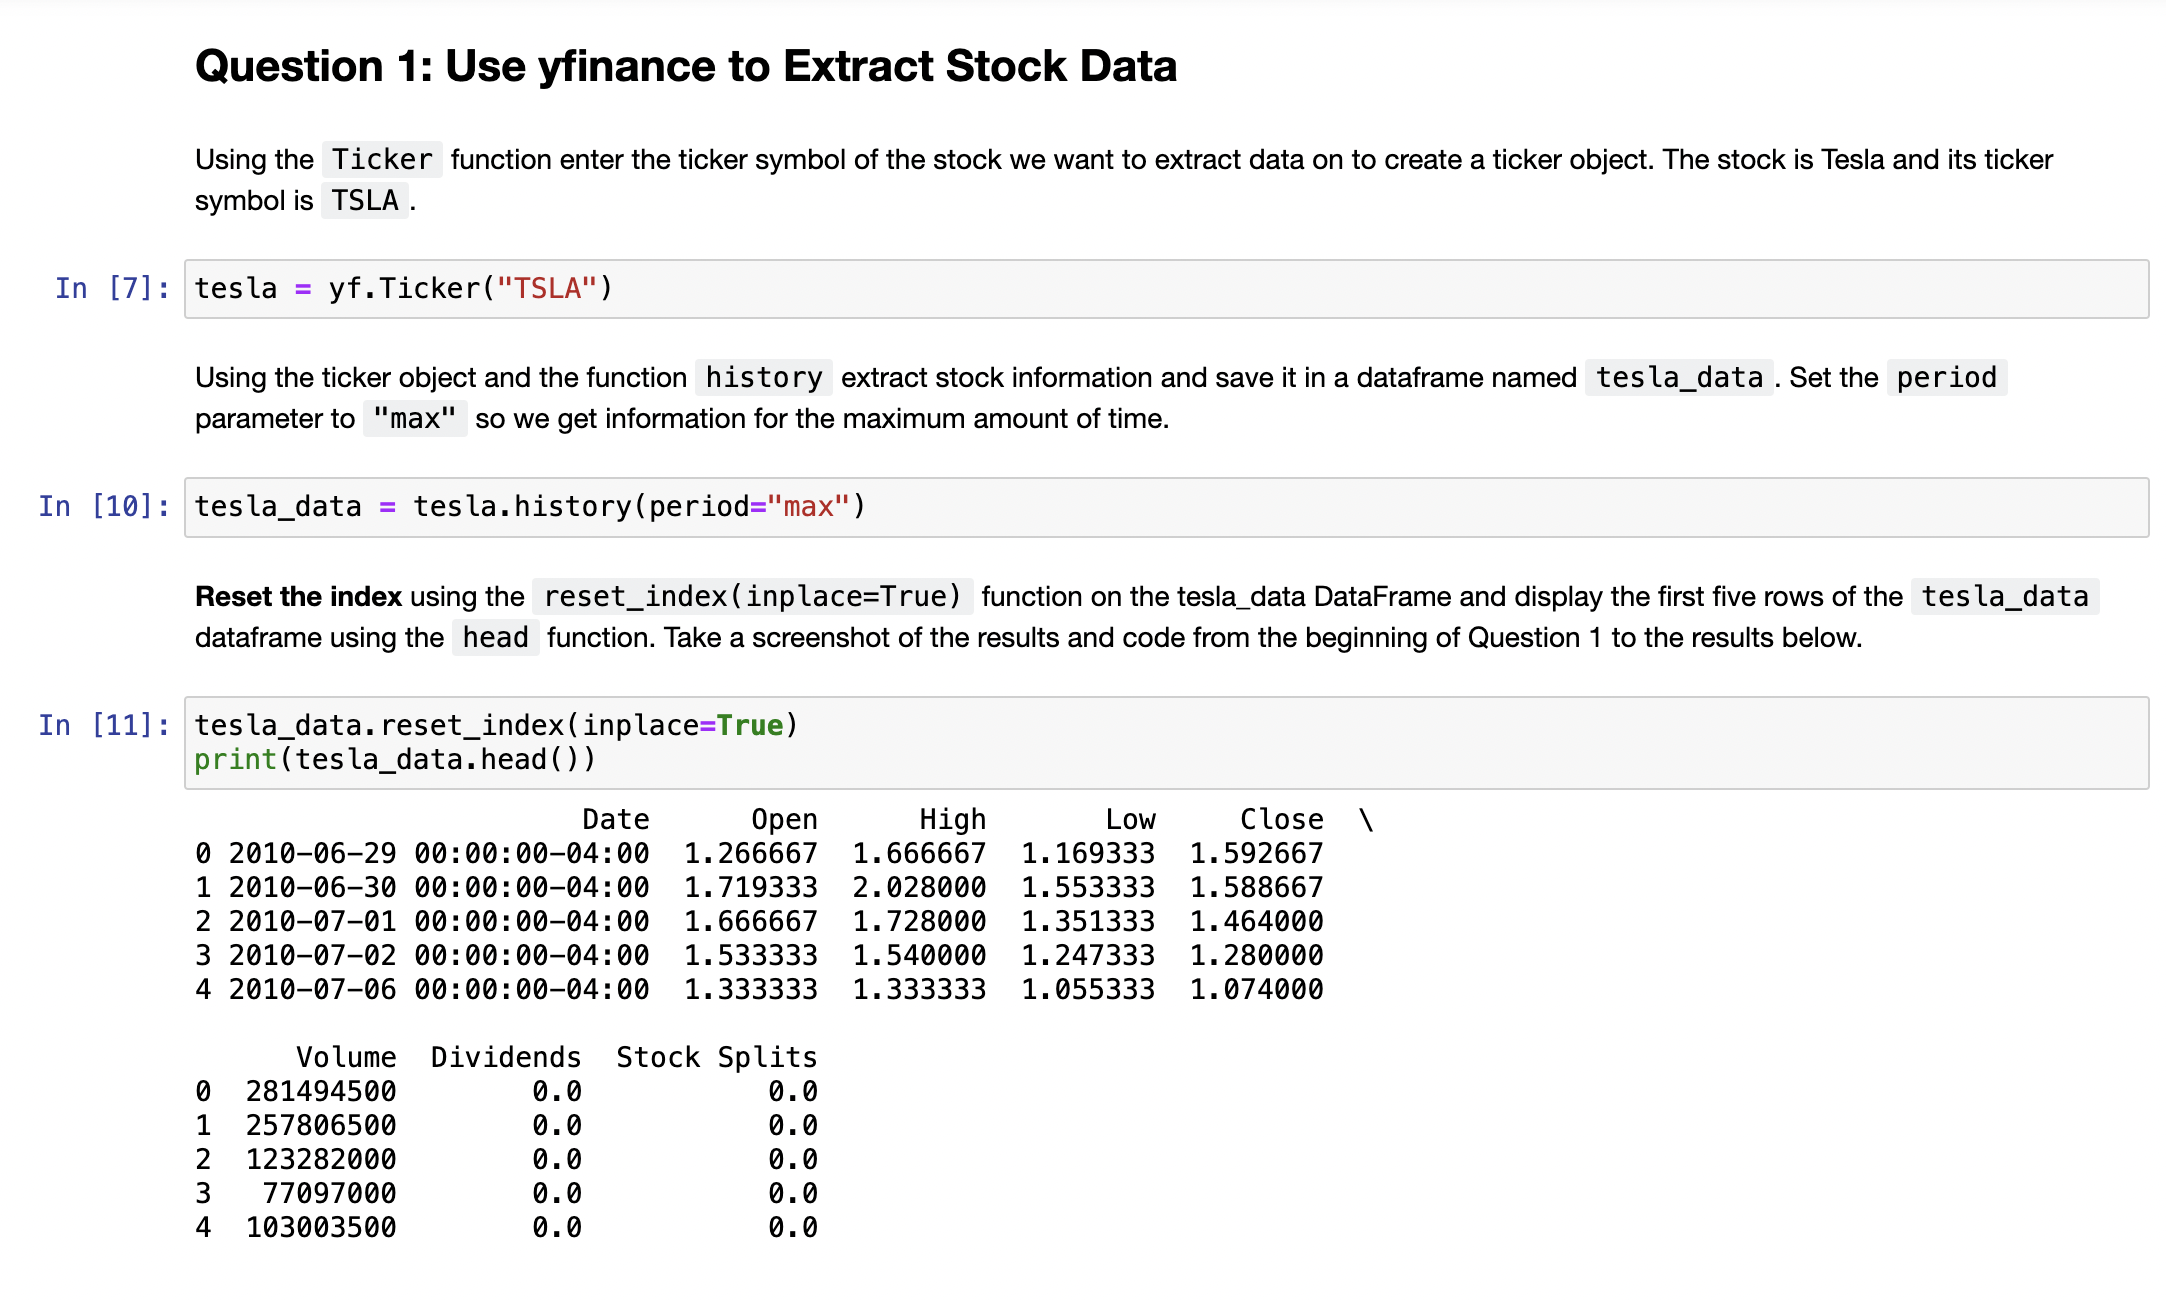 Question 1: Use yfinance to Extract Stock Data
Using the Ticker function enter the ticker symbol of the stock we want to extract data on to create a ticker object. The stock is Tesla and its ticker
symbol is TSLA .
In [7]: tesla = yf.Ticker("TSLA")
Using the ticker object and the function history extract stock information and save it in a dataframe named tesla_data . Set the period
parameter to "max" so we get information for the maximum amount of time.
In [10]: tesla_data = tesla.history(period="max")
Reset the index using the reset_index(inplace=True) function on the tesla_data DataFrame and display the first five rows of the tesla_data
dataframe using the head function. Take a screenshot of the results and code from the beginning of Question 1 to the results below.
In [11]: tesla_data.reset_index(inplace=True)
print(tesla_data.head())
                       Date      Open      High       Low     Close  \
0 2010-06-29 00:00:00-04:00  1.266667  1.666667  1.169333  1.592667
1 2010-06-30 00:00:00-04:00  1.719333  2.028000  1.553333  1.588667
2 2010-07-01 00:00:00-04:00  1.666667  1.728000  1.351333  1.464000
3 2010-07-02 00:00:00-04:00  1.533333  1.540000  1.247333  1.280000
4 2010-07-06 00:00:00-04:00  1.333333  1.333333  1.055333  1.074000
      Volume  Dividends  Stock Splits
0  281494500        0.0           0.0
1  257806500        0.0           0.0
2  123282000        0.0           0.0
3   77097000        0.0           0.0
4  103003500        0.0           0.0